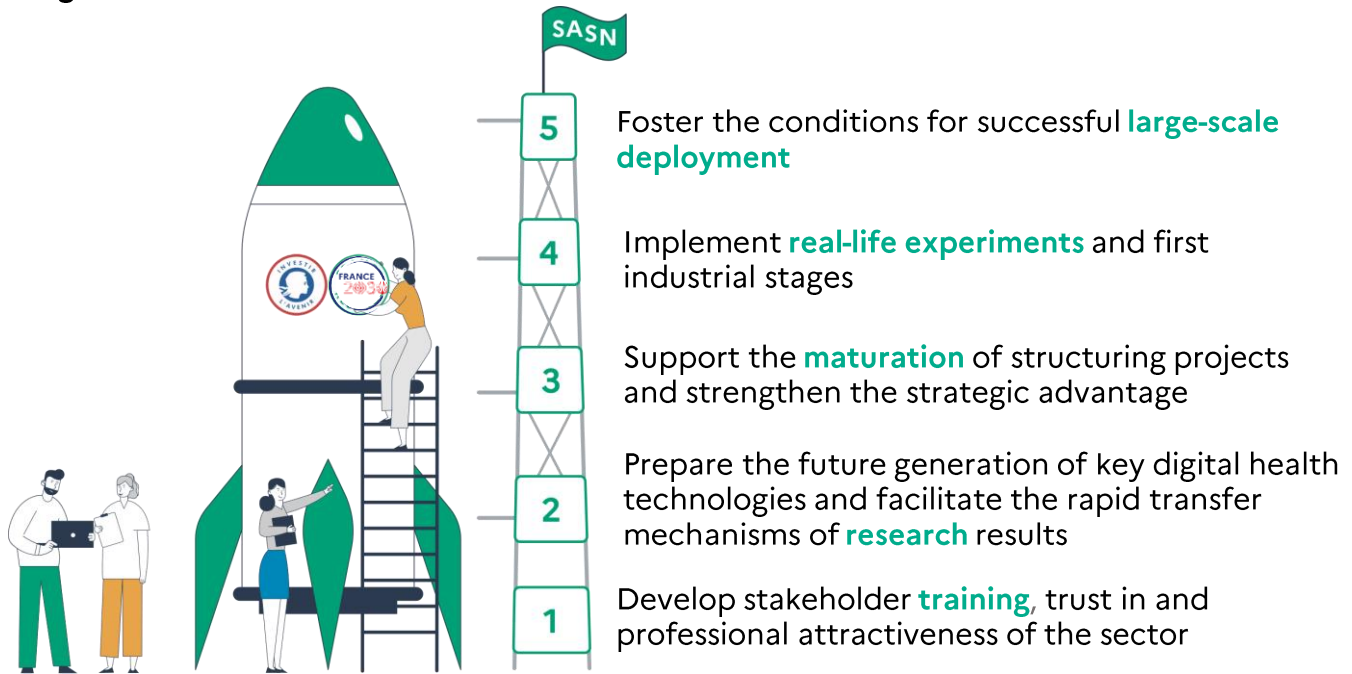 SASN
5
Foster the conditions for successful large-scale
deployment
4
Implement real-life experiments and first
industrial stages
INVESTIR
L'AVENIR
FRANCE
2030
3
Support the maturation of structuring projects
and strengthen the strategic advantage
2
Prepare the future generation of key digital health
technologies and facilitate the rapid transfer
mechanisms of research results
1
Develop stakeholder training, trust in and
professional attractiveness of the sector